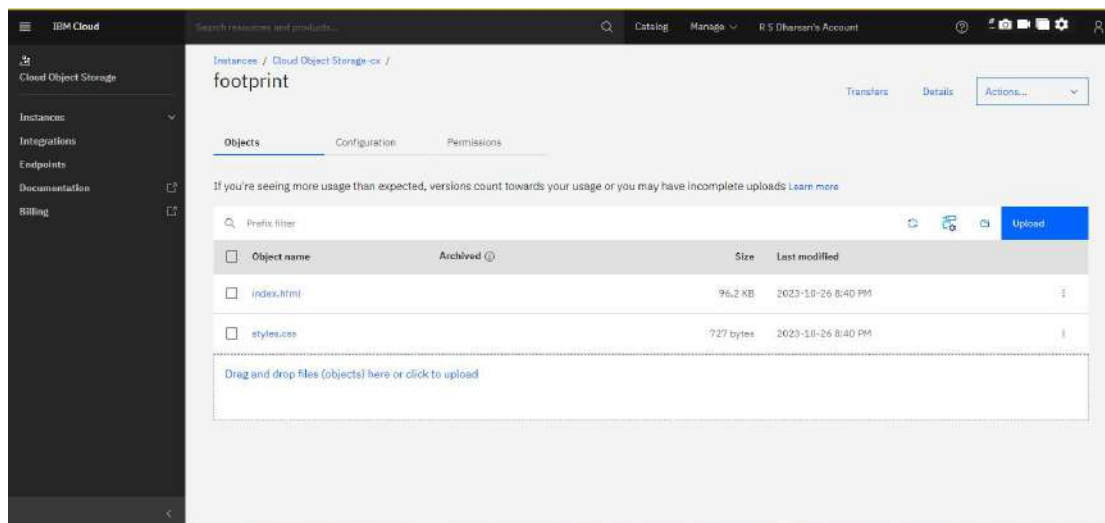 IBM Cloud Search resources and products... Catalog Manage R S Dharsan's Account
Cloud Object Storage
Instances
Integrations
Endpoints
Documentation
Billing
Instances / Cloud Object Storage-cx /
footprint
Transfers Details Actions...
Objects Configuration Permissions
If you're seeing more usage than expected, versions count towards your usage or you may have incomplete uploads Learn more
Prefix filter Upload
Object name Archived Size Last modified
index.html 96.2 KB 2023-10-26 8:40 PM
styles.css 727 bytes 2023-10-26 8:40 PM
Drag and drop files (objects) here or click to upload